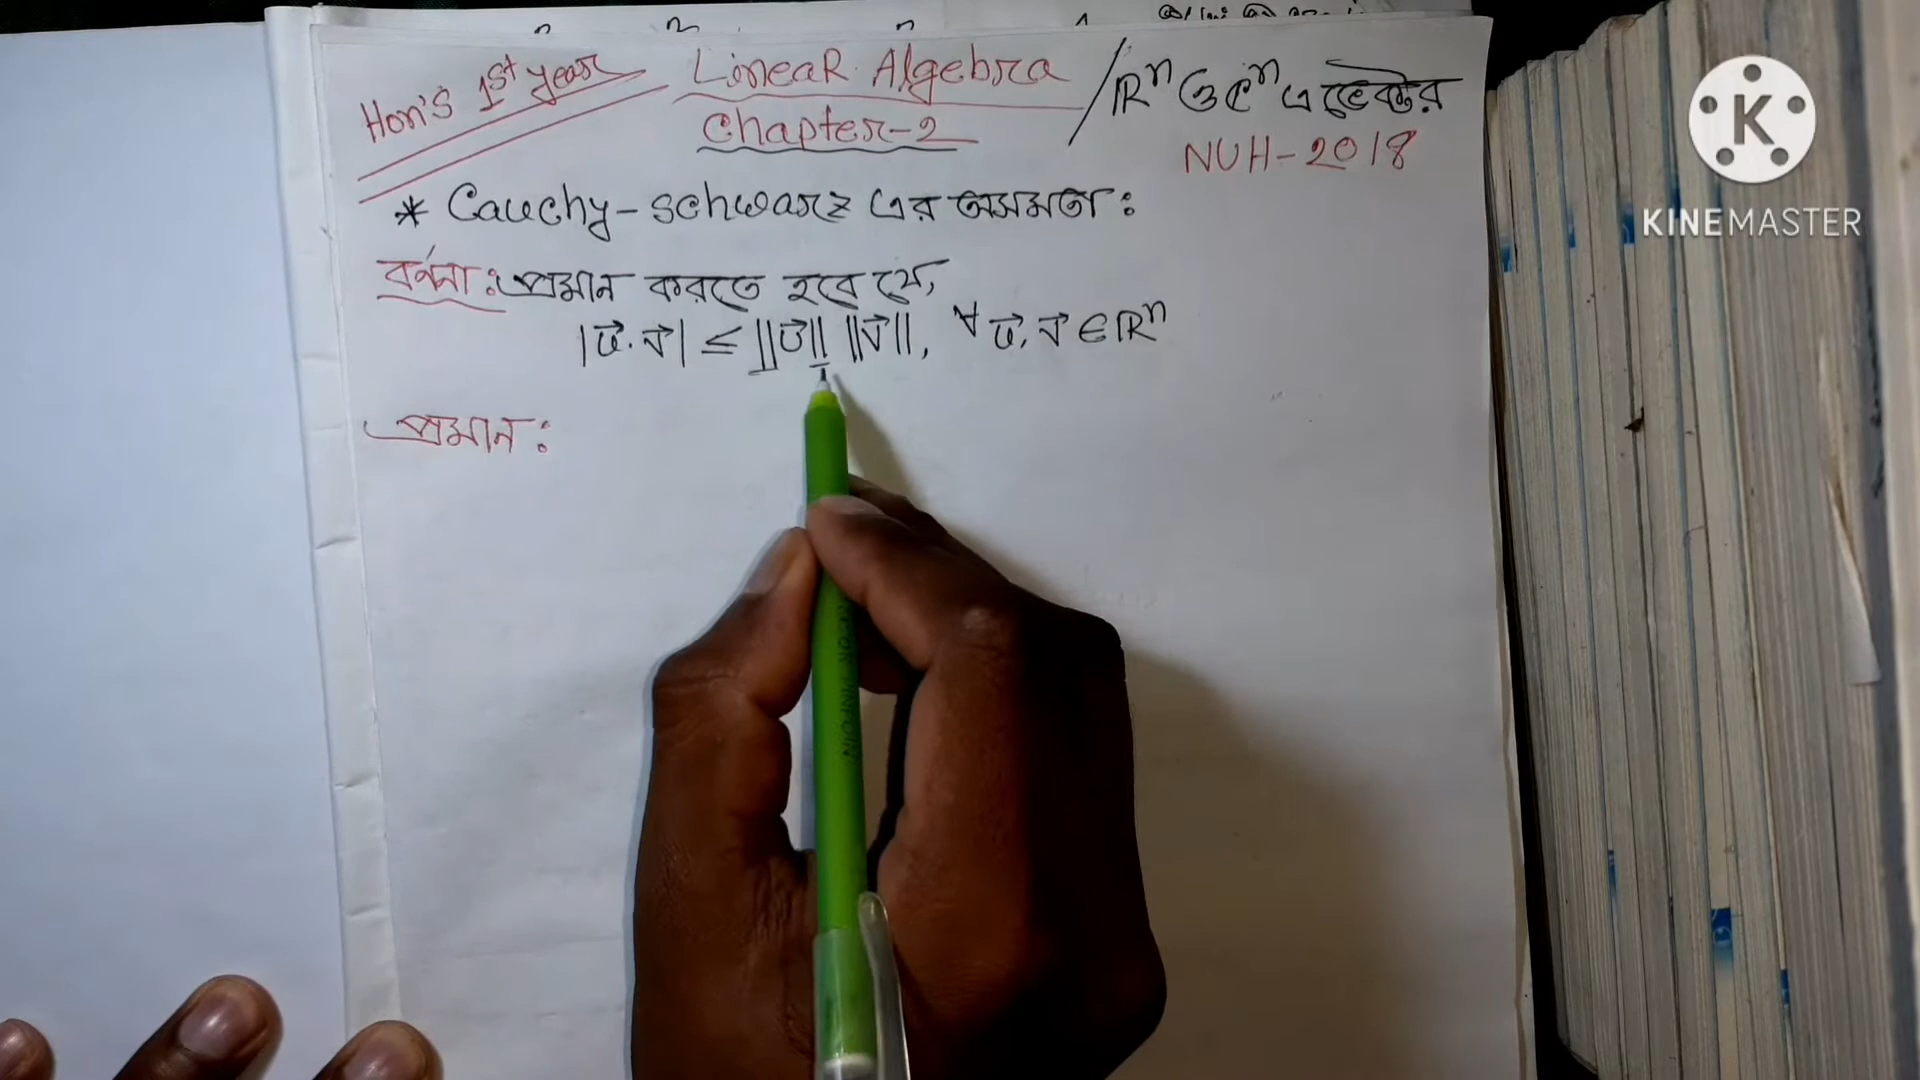 Hon's 1st year
Linear Algebra
Chapter-2
/ Rⁿ ও ℂⁿ এ ভেক্টর
NUH-2018
* Cauchy-schwarz এর অসমতা:
বর্ননা: প্রমান করতে হবে যে,
|u⃗.v⃗| ≤ ||u⃗|| ||v⃗||, ∀ u⃗, v⃗ ∈ ℝⁿ
প্রমান:
K
KINEMASTER